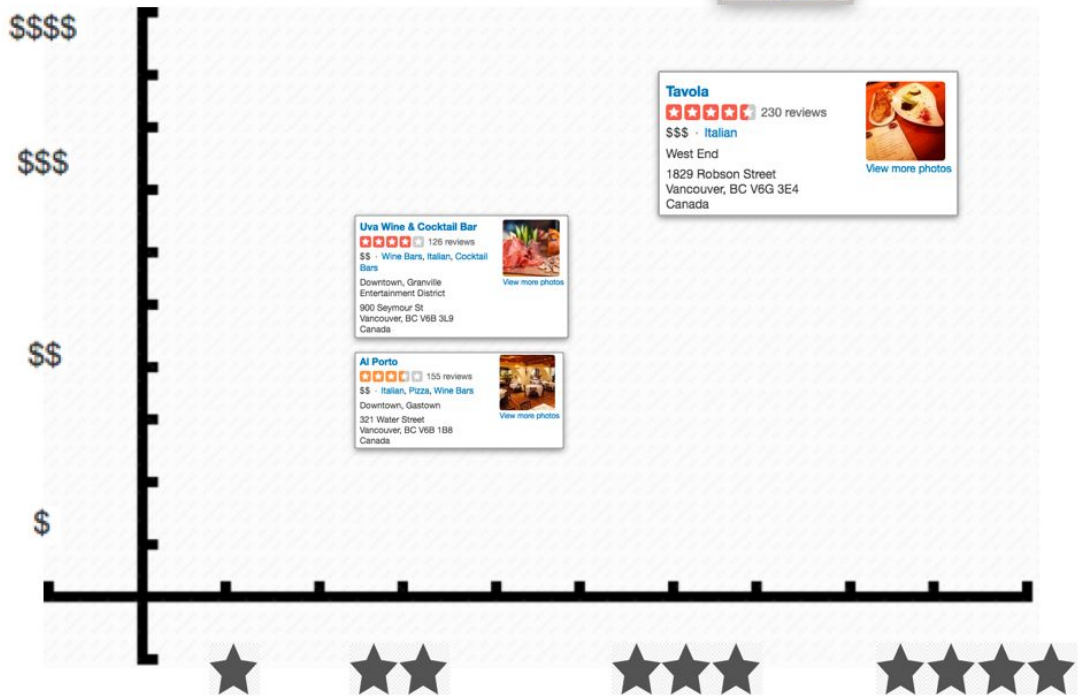 $$$$
Tavola
230 reviews
$$$ · Italian
West End
1829 Robson Street
Vancouver, BC V6G 3E4
Canada
View more photos
$$$
Uva Wine & Cocktail Bar
126 reviews
$$ · Wine Bars, Italian, Cocktail
Bars
Downtown, Granville
Entertainment District
900 Seymour St
Vancouver, BC V6B 3L9
Canada
View more photos
$$
Al Porto
155 reviews
$$ · Italian, Pizza, Wine Bars
Downtown, Gastown
321 Water Street
Vancouver, BC V6B 1B8
Canada
View more photos
$